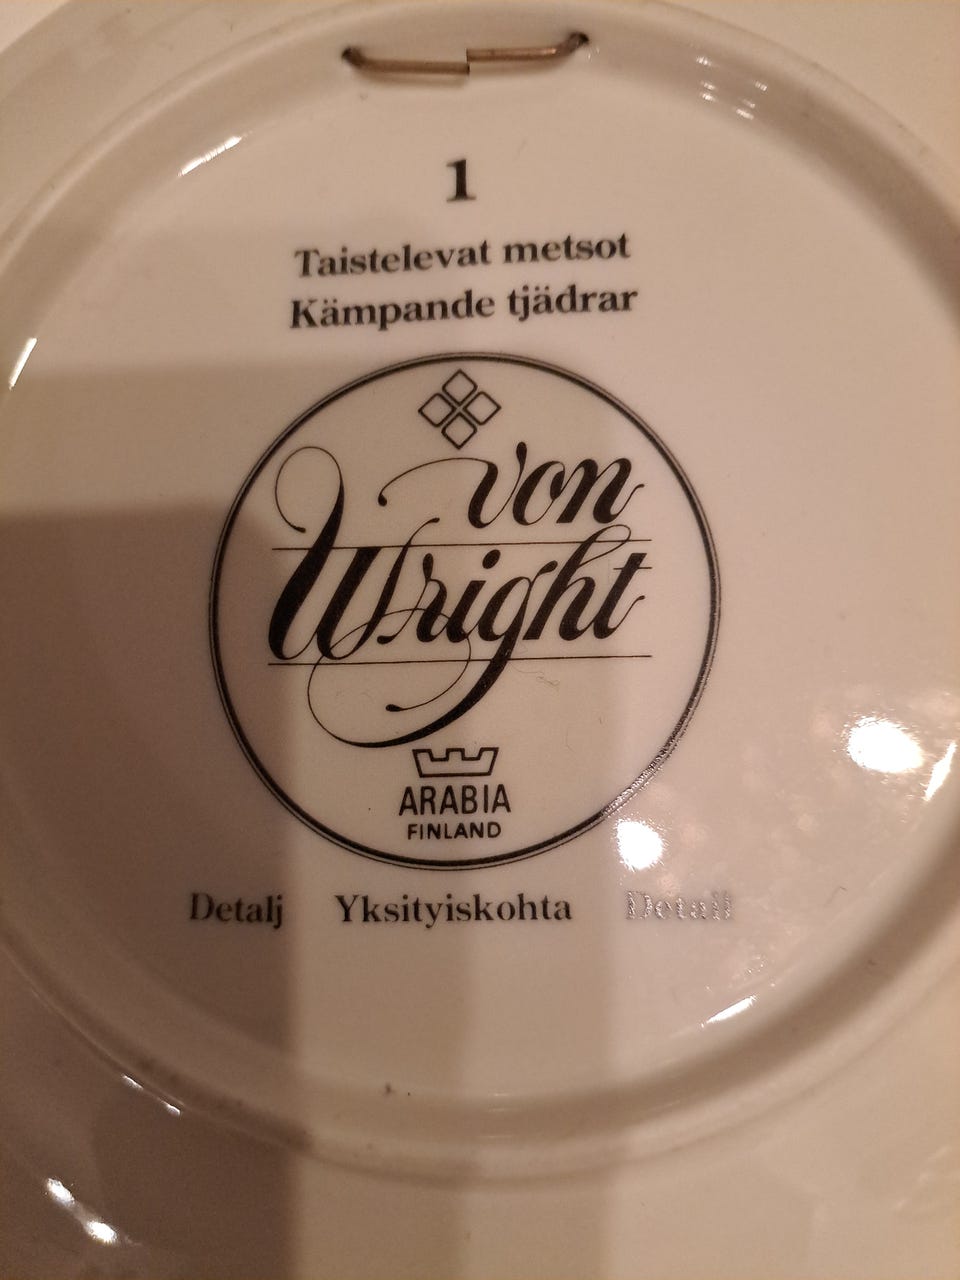 1
Taistelevat metsot
Kämpande tjädrar
von
Wright
ARABIA
FINLAND
Detalj Yksityiskohta Detail